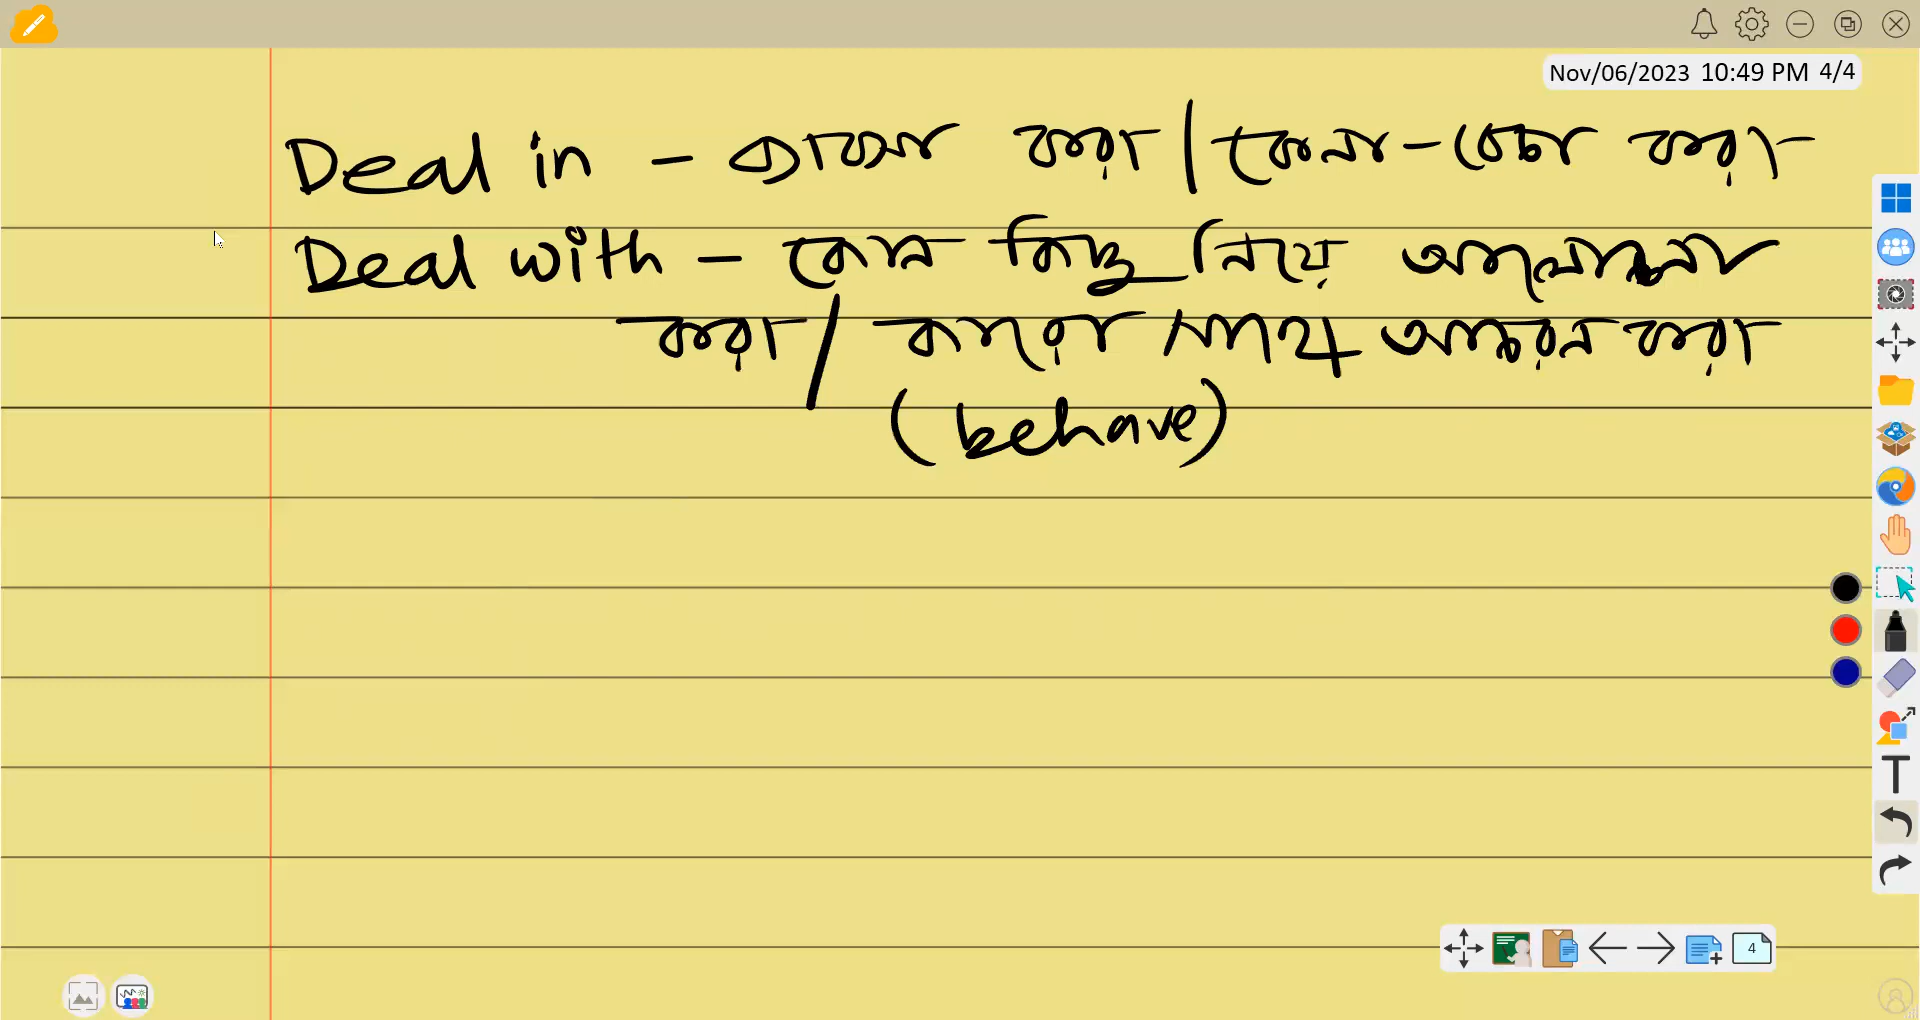 Nov/06/2023 10:49 PM 4/4
Deal in - ব্যবসা করা / কেনা-বেচা করা
Deal with - কোন কিছু নিয়ে আলোচনা
করা / কারোর সাথে আচরন করা
(behave)
T
4